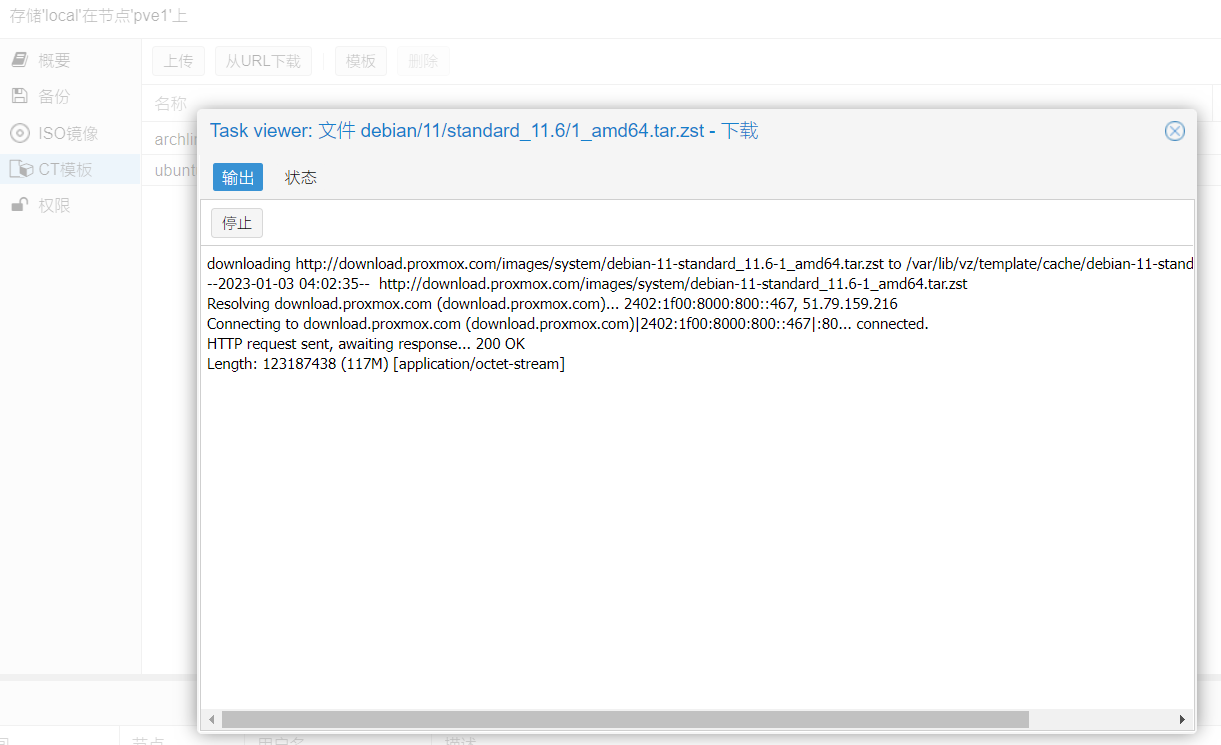 存储'local'在节点'pve1'上
概要
备份
ISO镜像
CT模板
权限
上传 从URL下载 模板 删除
名称
archlin
ubunt
Task viewer: 文件 debian/11/standard_11.6/1_amd64.tar.zst - 下载
输出 状态
停止
downloading http://download.proxmox.com/images/system/debian-11-standard_11.6-1_amd64.tar.zst to /var/lib/vz/template/cache/debian-11-stand
--2023-01-03 04:02:35-- http://download.proxmox.com/images/system/debian-11-standard_11.6-1_amd64.tar.zst
Resolving download.proxmox.com (download.proxmox.com)... 2402:1f00:8000:800::467, 51.79.159.216
Connecting to download.proxmox.com (download.proxmox.com)|2402:1f00:8000:800::467|:80... connected.
HTTP request sent, awaiting response... 200 OK
Length: 123187438 (117M) [application/octet-stream]
节点 用户名 描述